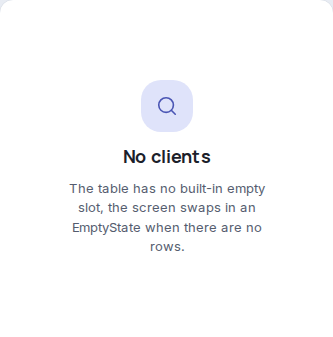 No clients
The table has no built-in empty
slot, the screen swaps in an
EmptyState when there are no
rows.